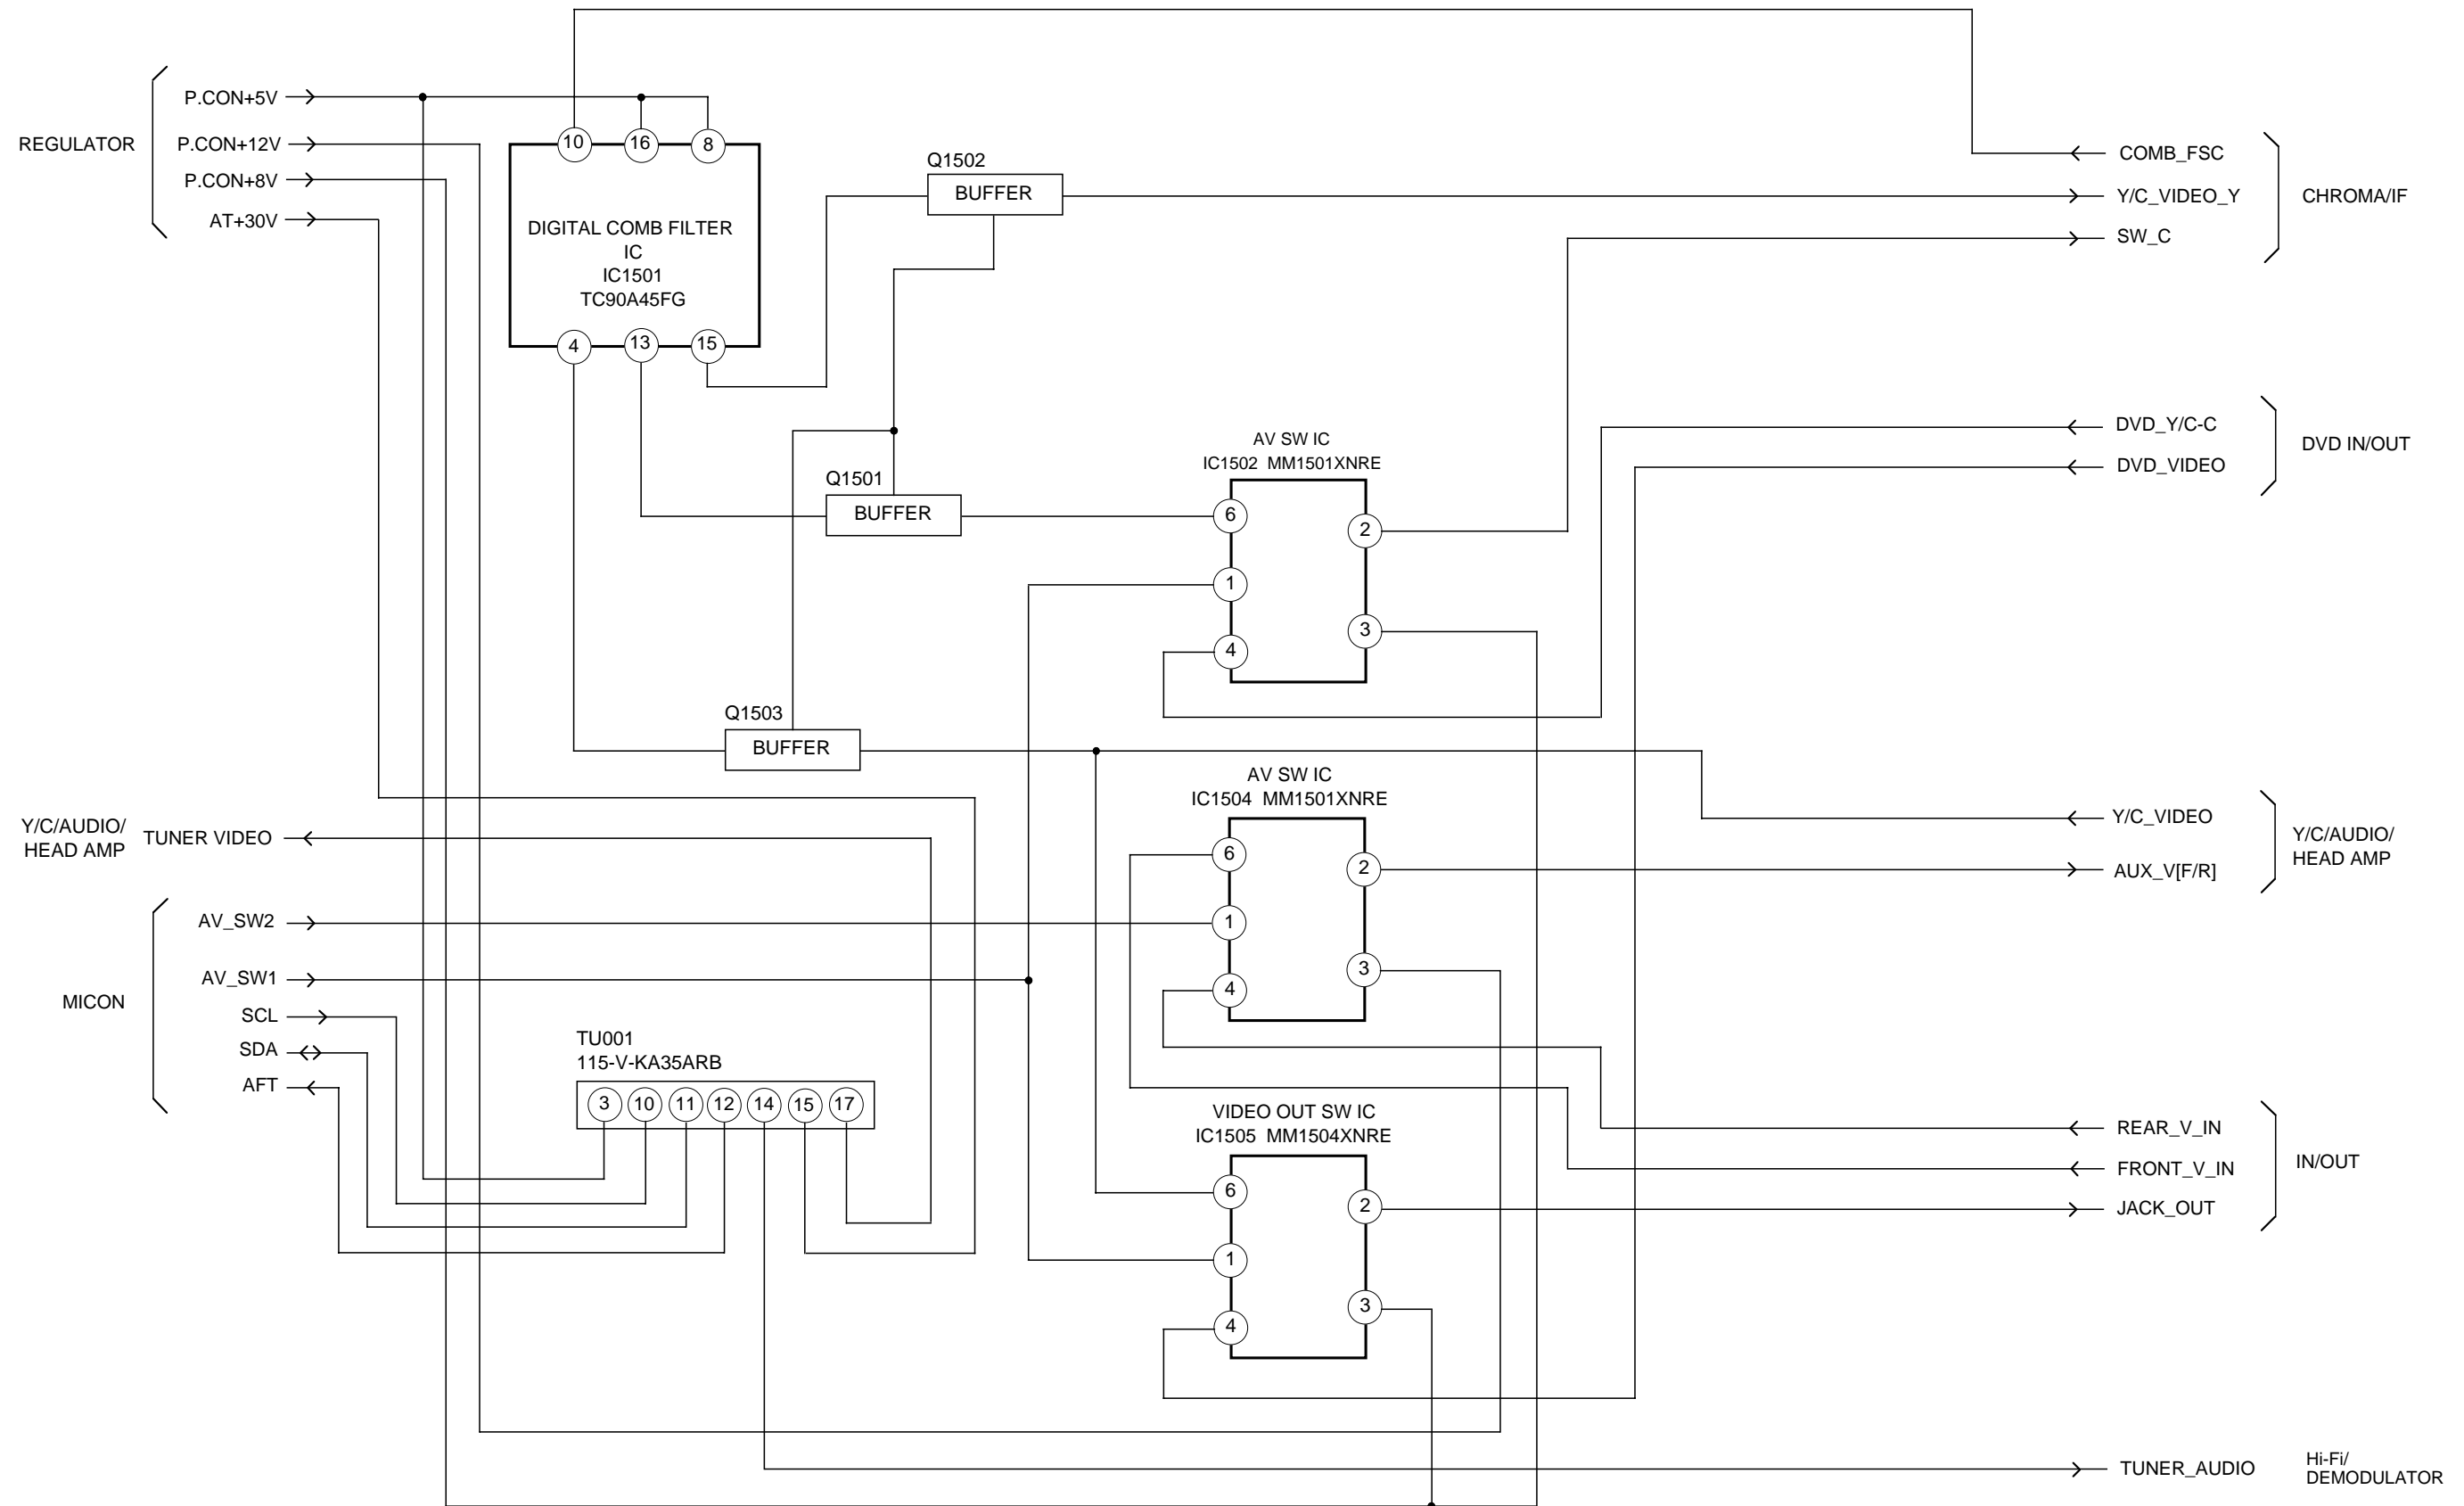 REGULATOR
P.CON+5V
P.CON+12V
P.CON+8V
AT+30V
10
16
8
DIGITAL COMB FILTER
IC
IC1501
TC90A45FG
4
13
15
Q1502
BUFFER
COMB_FSC
Y/C_VIDEO_Y
SW_C
CHROMA/IF
Q1501
BUFFER
AV SW IC
IC1502 MM1501XNRE
6
2
1
3
4
DVD_Y/C-C
DVD_VIDEO
DVD IN/OUT
Q1503
BUFFER
AV SW IC
IC1504 MM1501XNRE
6
2
1
3
4
Y/C_VIDEO
AUX_V[F/R]
Y/C/AUDIO/
HEAD AMP
Y/C/AUDIO/
HEAD AMP
TUNER VIDEO
MICON
AV_SW2
AV_SW1
SCL
SDA
AFT
TU001
115-V-KA35ARB
3
10
11
12
14
15
17
VIDEO OUT SW IC
IC1505 MM1504XNRE
6
2
1
3
4
REAR_V_IN
FRONT_V_IN
JACK_OUT
IN/OUT
TUNER_AUDIO
Hi-Fi/
DEMODULATOR